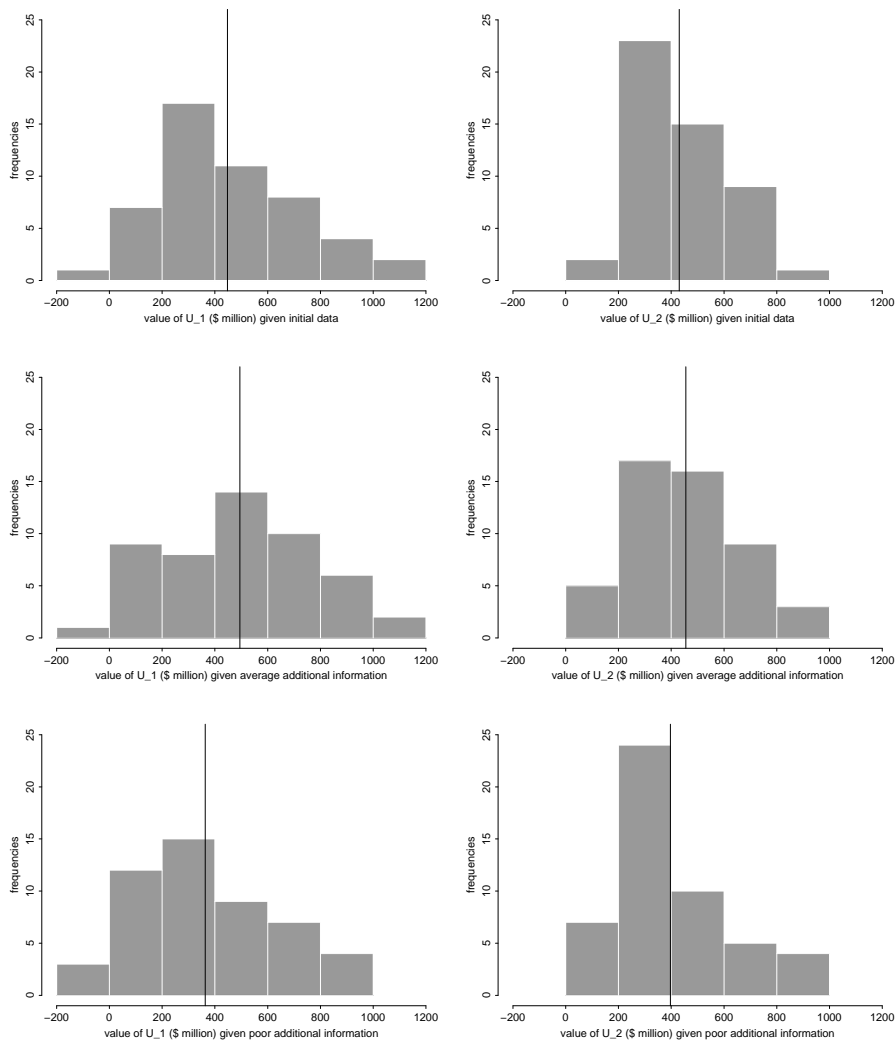 25
20
15
10
5
0
frequencies
−200 0 200 400 600 800 1000 1200
value of U_1 ($ million) given initial data
25
20
15
10
5
0
frequencies
−200 0 200 400 600 800 1000 1200
value of U_2 ($ million) given initial data
25
20
15
10
5
0
frequencies
−200 0 200 400 600 800 1000 1200
value of U_1 ($ million) given average additional information
25
20
15
10
5
0
frequencies
−200 0 200 400 600 800 1000 1200
value of U_2 ($ million) given average additional information
25
20
15
10
5
0
frequencies
−200 0 200 400 600 800 1000 1200
value of U_1 ($ million) given poor additional information
25
20
15
10
5
0
frequencies
−200 0 200 400 600 800 1000 1200
value of U_2 ($ million) given poor additional information